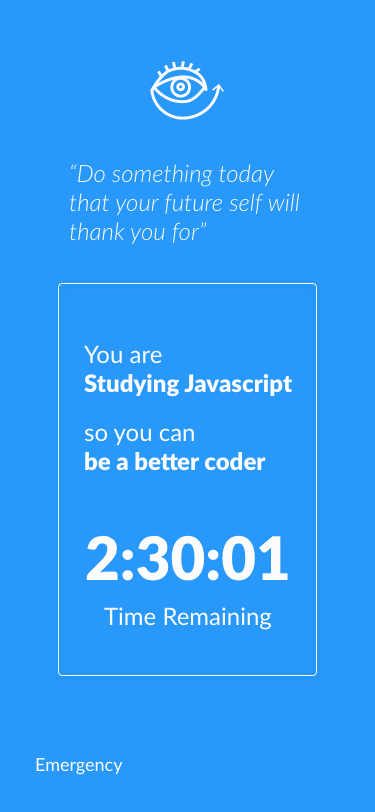 “Do something today
that your future self will
thank you for”
You are
Studying Javascript
so you can
be a better coder
2:30:01
Time Remaining
Emergency